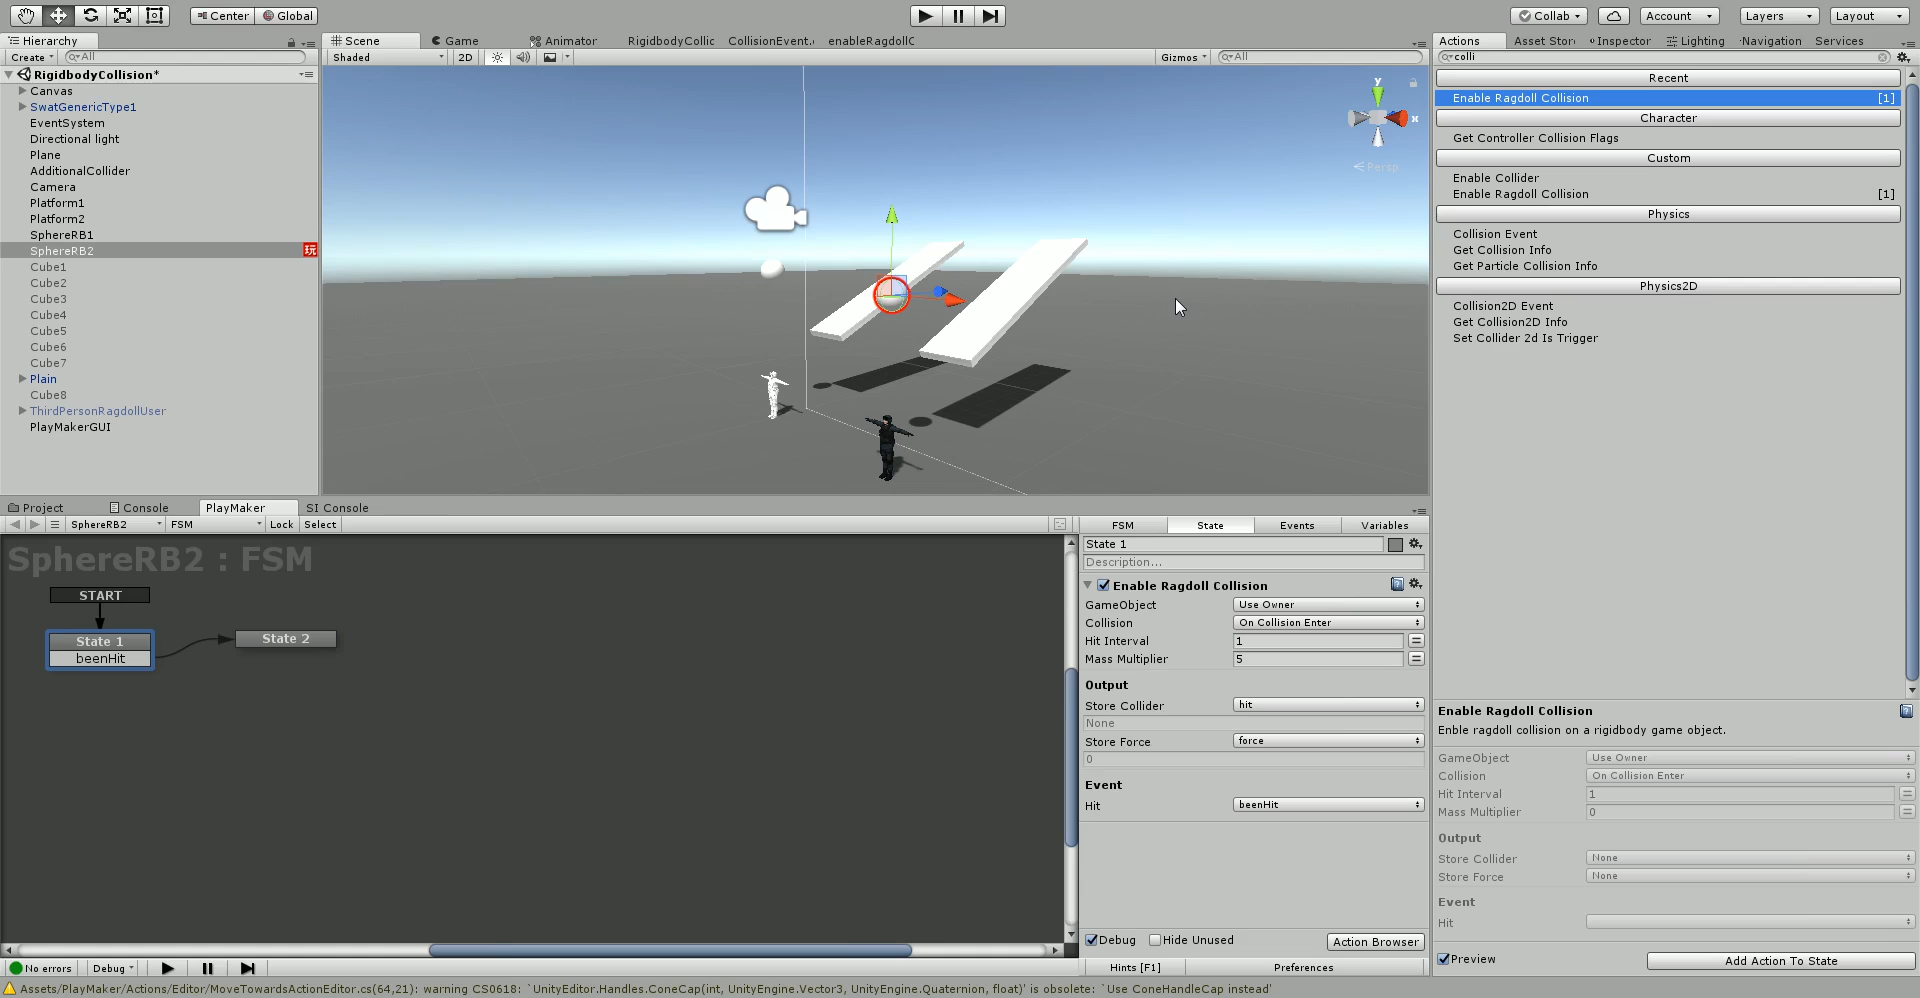 Center
Global
Collab
Account
Layers
Layout
Hierarchy
Create
All
RigidbodyCollision*
Canvas
SwatGenericType1
EventSystem
Directional light
Plane
AdditionalCollider
Camera
Platform1
Platform2
SphereRB1
SphereRB2
玩
Cube1
Cube2
Cube3
Cube4
Cube5
Cube6
Cube7
Plain
Cube8
ThirdPersonRagdollUser
PlayMakerGUI
Scene
Game
Animator
RigidbodyCollic
CollisionEvent.
enableRagdollC
Shaded
2D
Gizmos
All
y
x
Persp
Actions
Asset Stor
Inspector
Lighting
Navigation
Services
colli
Recent
Enable Ragdoll Collision [1]
Character
Get Controller Collision Flags
Custom
Enable Collider
Enable Ragdoll Collision [1]
Physics
Collision Event
Get Collision Info
Get Particle Collision Info
Physics2D
Collision2D Event
Get Collision2D Info
Set Collider 2d Is Trigger
Enable Ragdoll Collision
Enble ragdoll collision on a rigidbody game object.
GameObject Use Owner
Collision On Collision Enter
Hit Interval 1
Mass Multiplier 0
Output
Store Collider None
Store Force None
Event
Hit
Preview
Add Action To State
Project
Console
PlayMaker
SI Console
SphereRB2
FSM
Lock
Select
SphereRB2 : FSM
START
State 1
beenHit
State 2
FSM
State
Events
Variables
State 1
Description...
Enable Ragdoll Collision
GameObject Use Owner
Collision On Collision Enter
Hit Interval 1
Mass Multiplier 5
Output
Store Collider hit
None
Store Force force
0
Event
Hit beenHit
Debug
Hide Unused
Action Browser
Hints [F1]
Preferences
No errors
Debug
Assets/PlayMaker/Actions/Editor/MoveTowardsActionEditor.cs(64,21): warning CS0618: `UnityEditor.Handles.ConeCap(int, UnityEngine.Vector3, UnityEngine.Quaternion, float)' is obsolete: `Use ConeHandleCap instead'